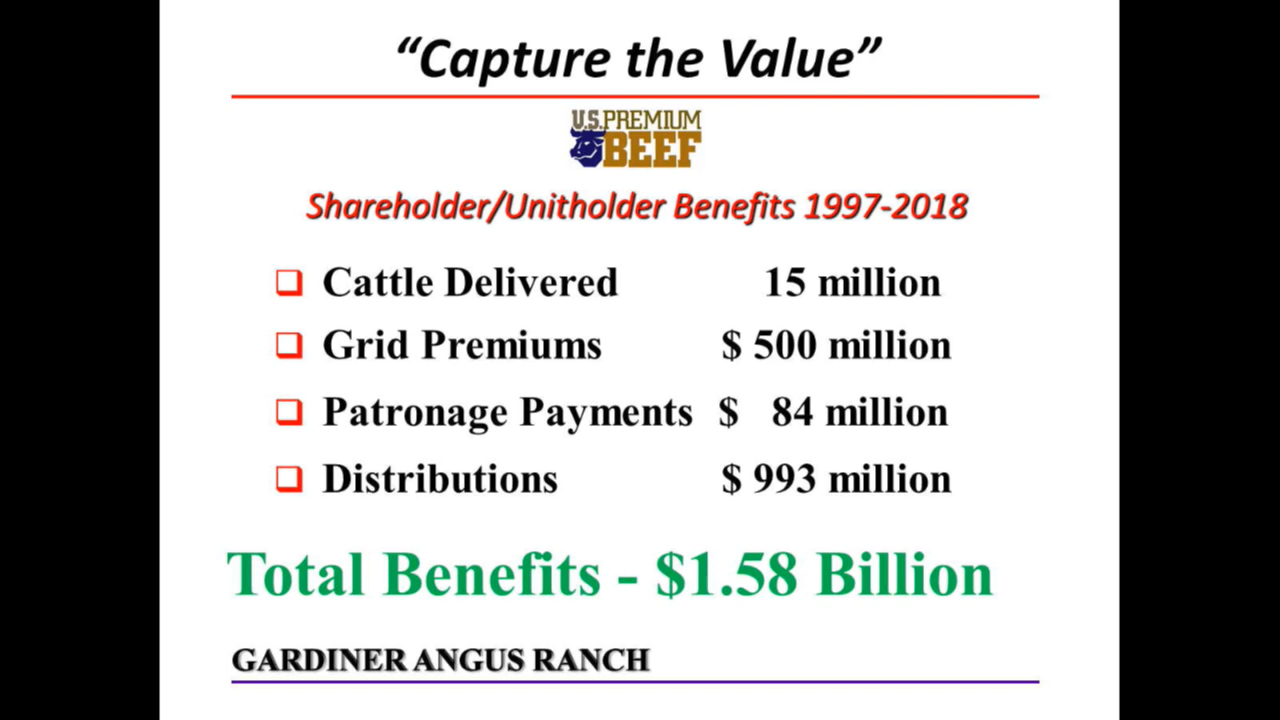 “Capture the Value”
U.S.PREMIUM
BEEF
Shareholder/Unitholder Benefits 1997-2018
Cattle Delivered 15 million
Grid Premiums $ 500 million
Patronage Payments $ 84 million
Distributions $ 993 million
Total Benefits - $1.58 Billion
GARDINER ANGUS RANCH